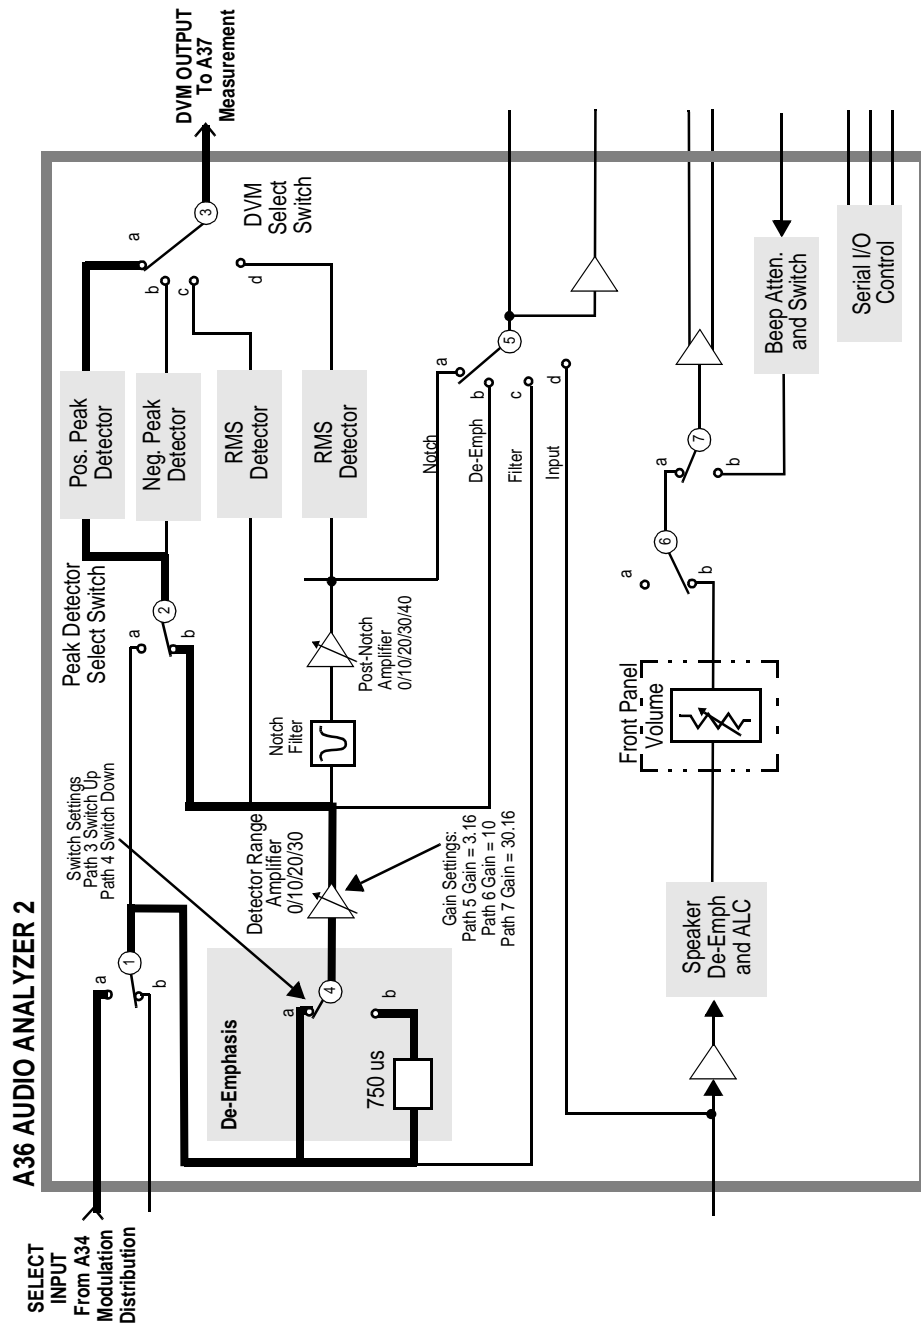 A36 AUDIO ANALYZER 2
SELECT
INPUT
From A34
Modulation
Distribution
a
b
1
Switch Settings
Path 3 Switch Up
Path 4 Switch Down
De-Emphasis
a
b
4
750 us
Detector Range
Amplifier
0/10/20/30
Gain Settings:
Path 5 Gain = 3.16
Path 6 Gain = 10
Path 7 Gain = 30.16
Peak Detector
Select Switch
a
b
2
Notch
Filter
Post-Notch
Amplifier
0/10/20/30/40
Pos. Peak
Detector
Neg. Peak
Detector
RMS
Detector
RMS
Detector
a
b
c
d
3
DVM
Select
Switch
DVM OUTPUT
To A37
Measurement
Notch
De-Emph
Filter
Input
a
b
c
d
5
Speaker
De-Emph
and ALC
Front Panel
Volume
a
b
6
a
b
7
Beep Atten.
and Switch
Serial I/O
Control